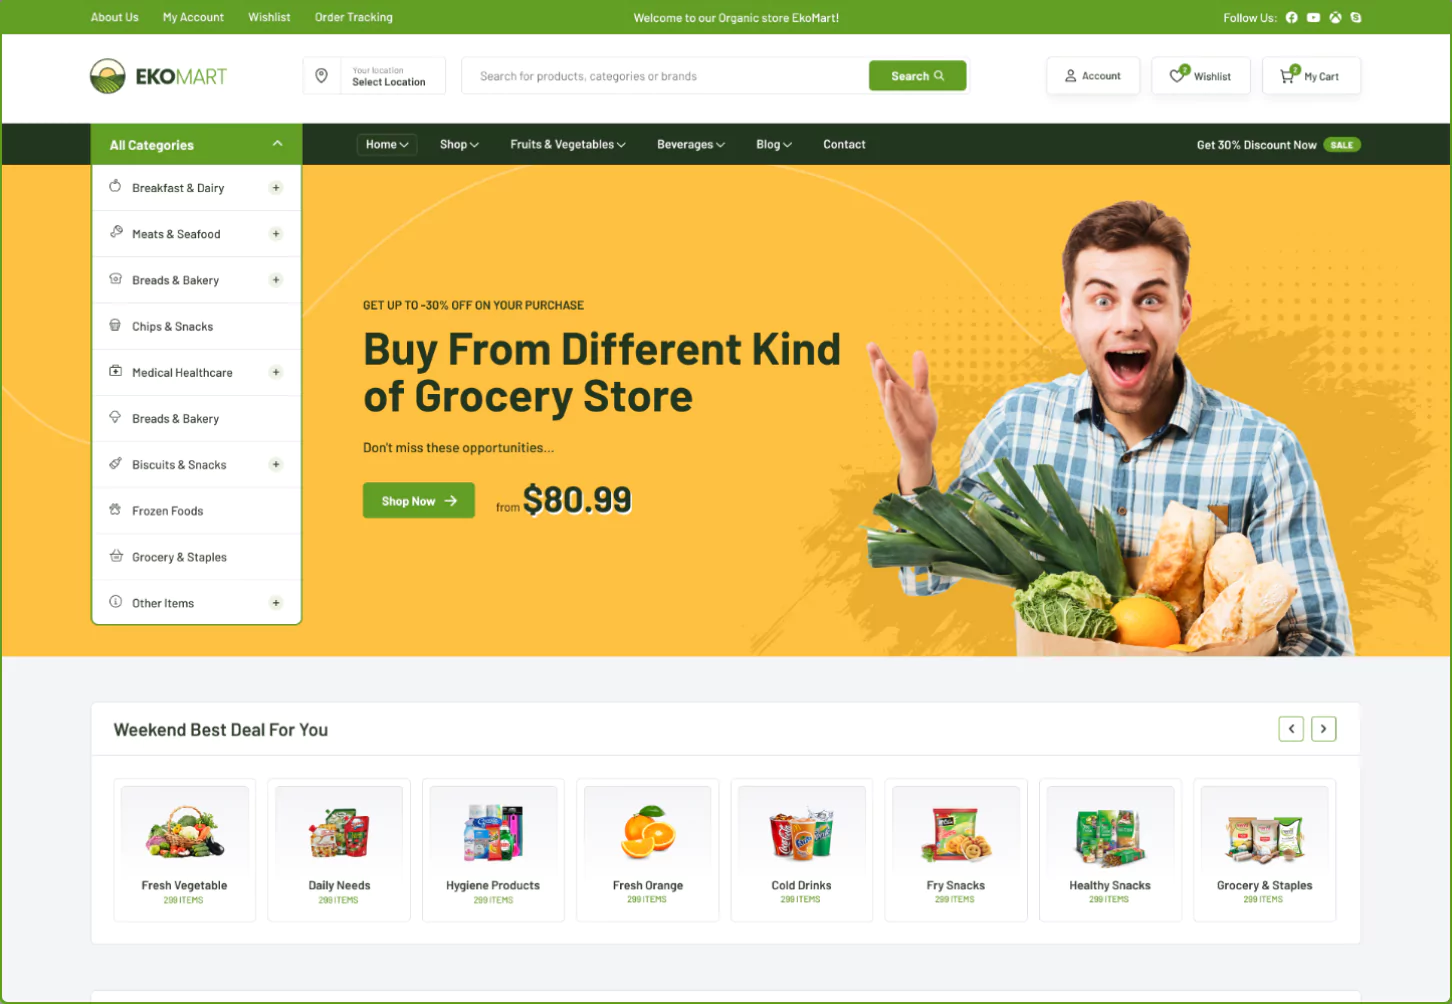 About Us
My Account
Wishlist
Order Tracking
Welcome to our Organic store EkoMart!
Follow Us:
EKOMART
Your location
Select Location
Search for products, categories or brands
Search
Account
2
Wishlist
2
My Cart
All Categories
Home
Shop
Fruits & Vegetables
Beverages
Blog
Contact
Get 30% Discount Now
SALE
Breakfast & Dairy +
Meats & Seafood +
Breads & Bakery +
Chips & Snacks
Medical Healthcare +
Breads & Bakery
Biscuits & Snacks +
Frozen Foods
Grocery & Staples
Other Items +
GET UP TO -30% OFF ON YOUR PURCHASE
Buy From Different Kind
of Grocery Store
Don't miss these opportunities...
Shop Now
from $80.99
Weekend Best Deal For You
Fresh Vegetable
299 ITEMS
Daily Needs
299 ITEMS
Hygiene Products
299 ITEMS
Fresh Orange
299 ITEMS
Cold Drinks
299 ITEMS
Fry Snacks
299 ITEMS
Healthy Snacks
299 ITEMS
Grocery & Staples
299 ITEMS